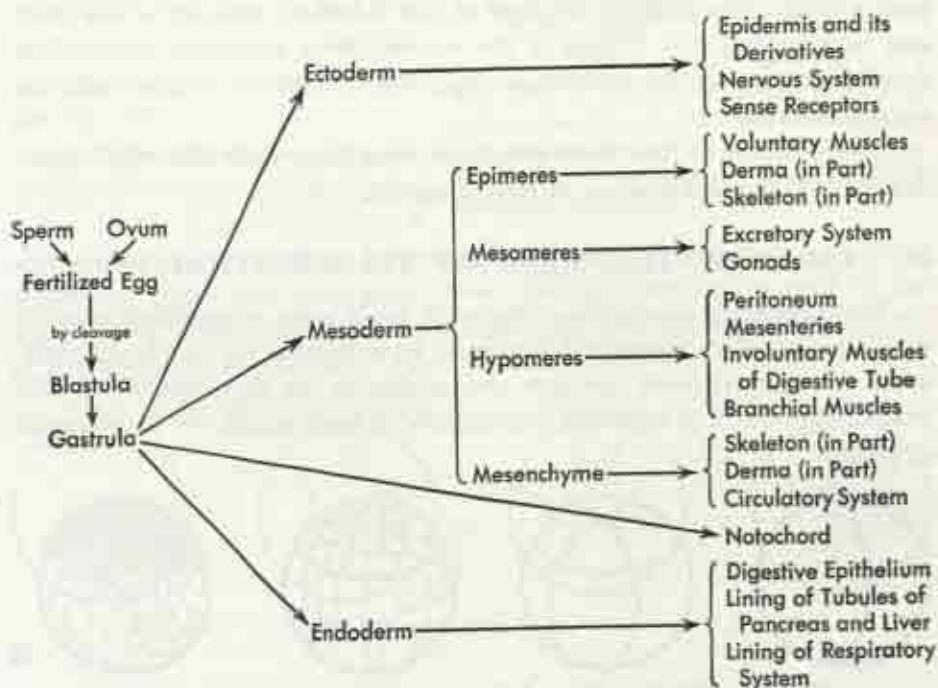 Sperm Ovum
Fertilized Egg
by cleavage
Blastula
Gastrula
Ectoderm
Epidermis and its
Derivatives
Nervous System
Sense Receptors
Mesoderm
Epimeres
Voluntary Muscles
Derma (in Part)
Skeleton (in Part)
Mesomeres
Excretory System
Gonads
Hypomeres
Peritoneum
Mesenteries
Involuntary Muscles
of Digestive Tube
Branchial Muscles
Mesenchyme
Skeleton (in Part)
Derma (in Part)
Circulatory System
Notochord
Endoderm
Digestive Epithelium
Lining of Tubules of
Pancreas and Liver
Lining of Respiratory
System